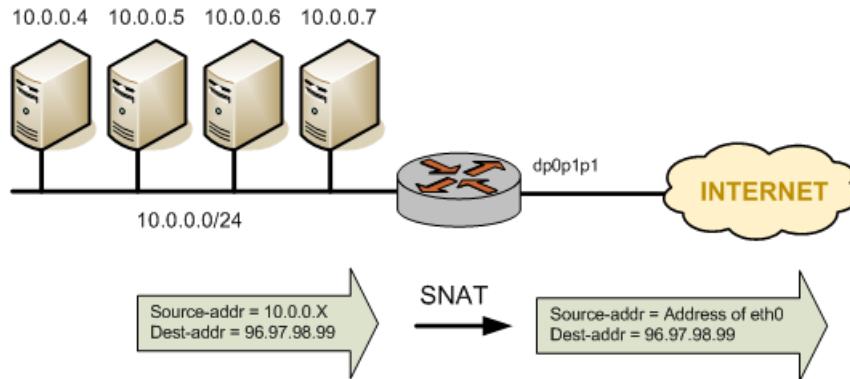 10.0.0.4 10.0.0.5 10.0.0.6 10.0.0.7
dp0p1p1
INTERNET
10.0.0.0/24
SNAT
Source-addr = 10.0.0.X
Dest-addr = 96.97.98.99
Source-addr = Address of eth0
Dest-addr = 96.97.98.99